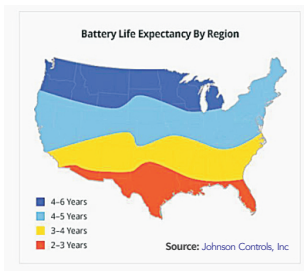 Battery Life Expectancy By Region
4–6 Years
4–5 Years
3–4 Years
2–3 Years
Source: Johnson Controls, Inc